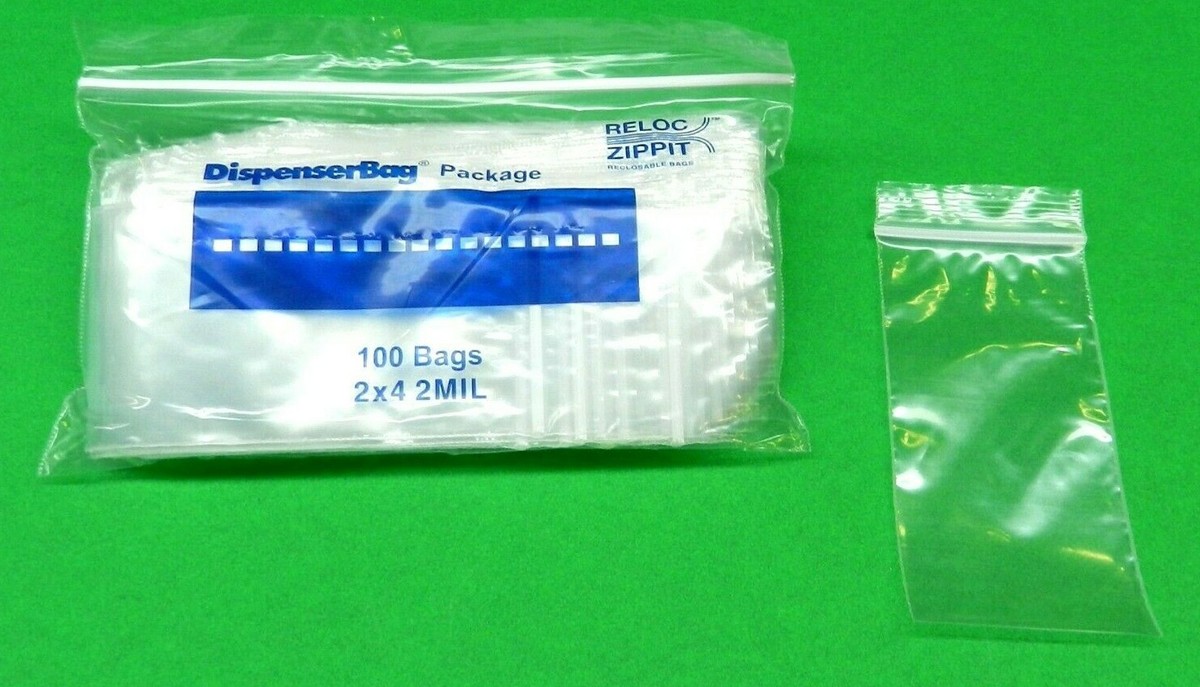 RELOC
ZIPPIT
RECLOSABLE BAGS
DispenserBag® Package
100 Bags
2x4 2MIL